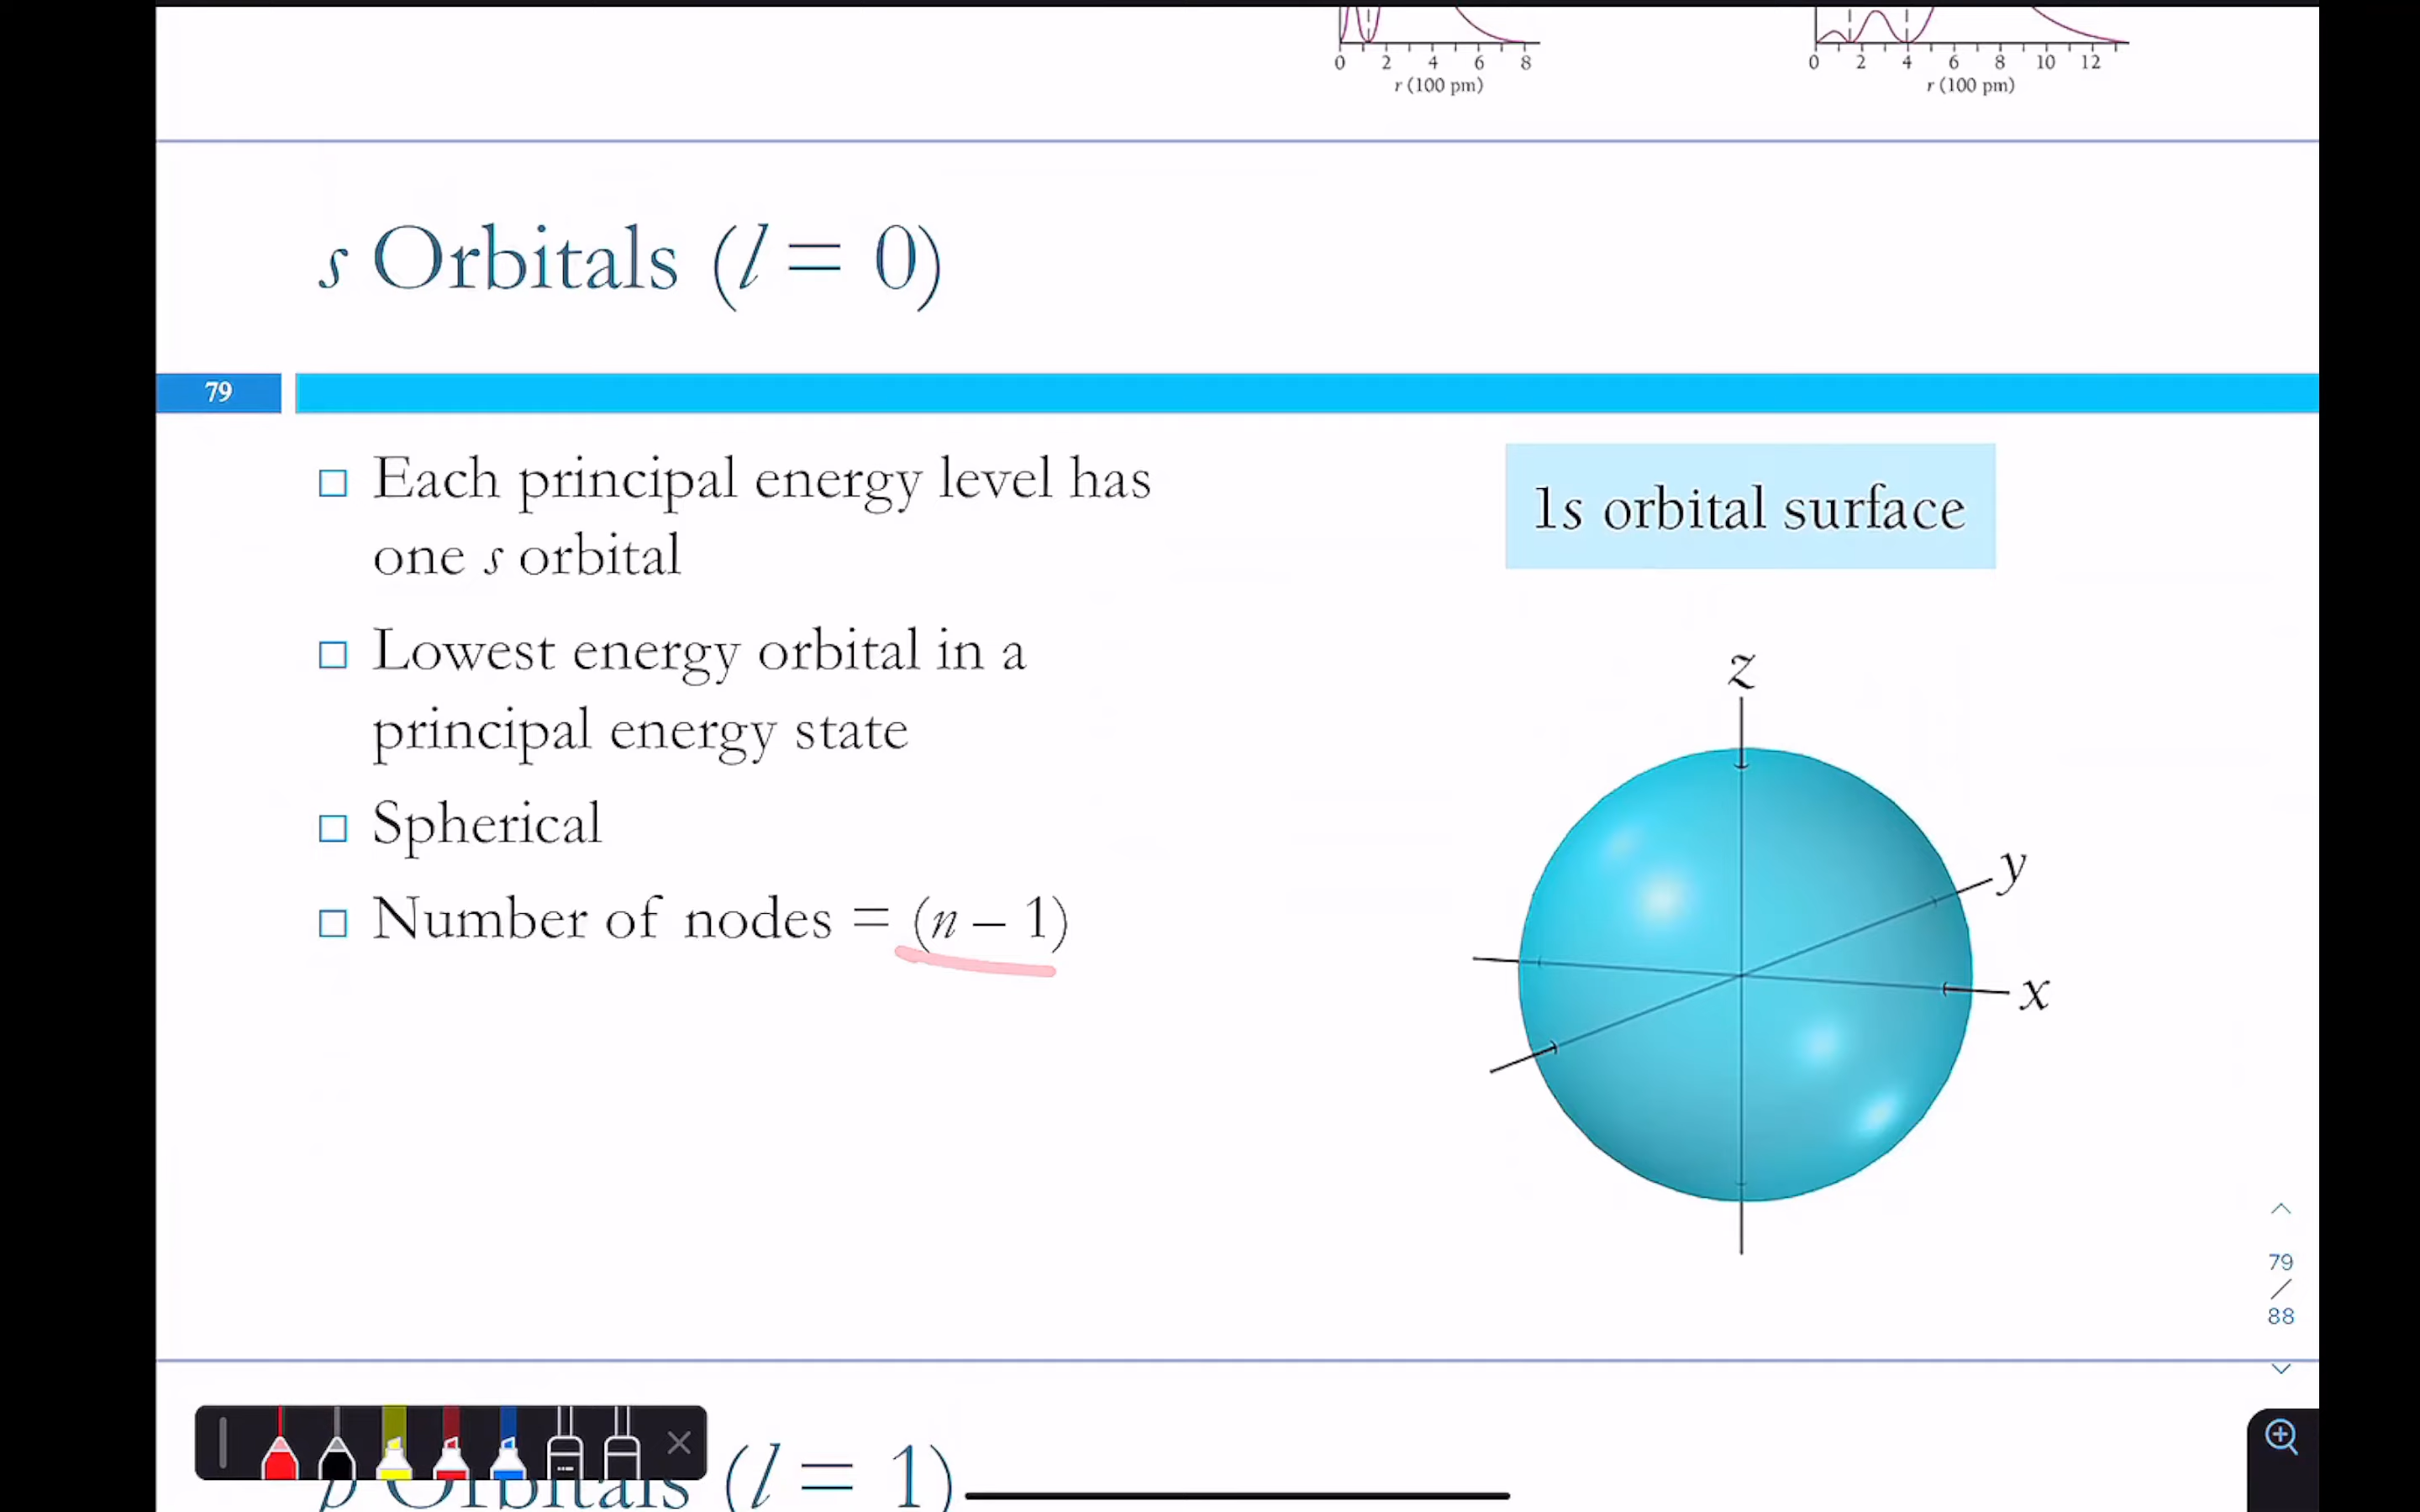 0 2 4 6 8
r (100 pm)
0 2 4 6 8 10 12
r (100 pm)
s Orbitals (l = 0)
79
Each principal energy level has
one s orbital
Lowest energy orbital in a
principal energy state
Spherical
Number of nodes = (n – 1)
1s orbital surface
z
y
x
79
/
88
p Orbitals (l = 1)